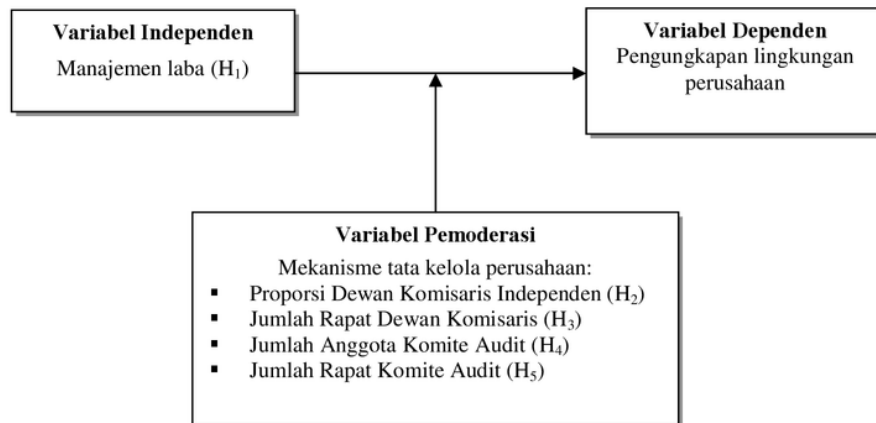 Variabel Independen
Manajemen laba (H₁)
Variabel Dependen
Pengungkapan lingkungan
perusahaan
Variabel Pemoderasi
Mekanisme tata kelola perusahaan:
▪ Proporsi Dewan Komisaris Independen (H₂)
▪ Jumlah Rapat Dewan Komisaris (H₃)
▪ Jumlah Anggota Komite Audit (H₄)
▪ Jumlah Rapat Komite Audit (H₅)